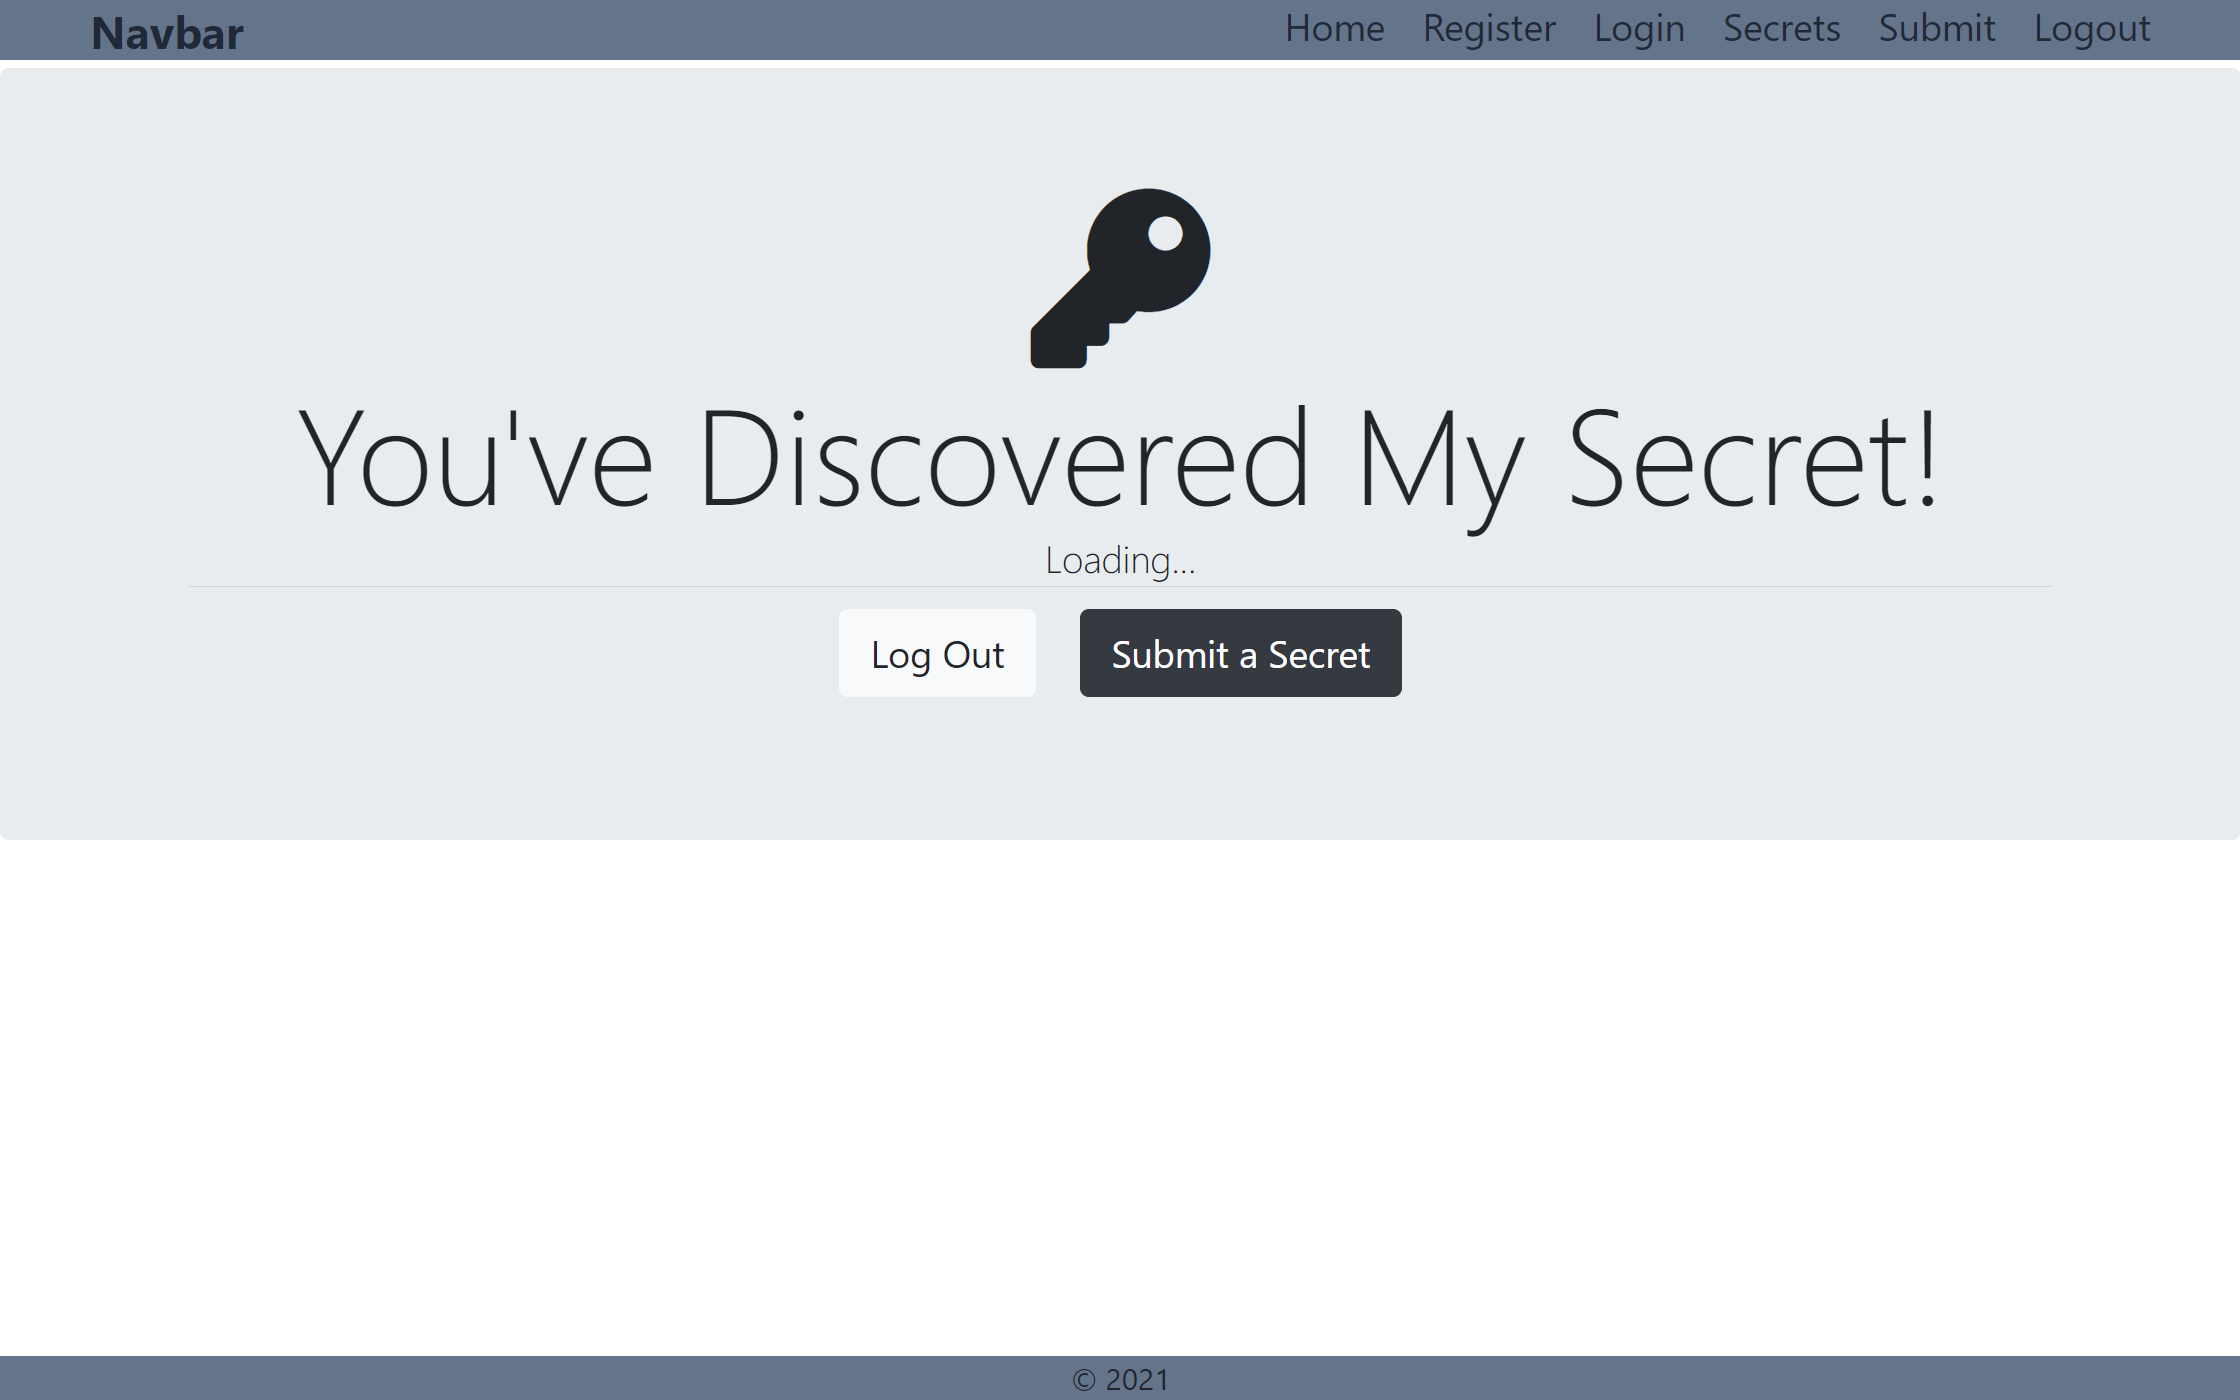 Navbar Home Register Login Secrets Submit Logout
You've Discovered My Secret!
Loading...
Log Out Submit a Secret
© 2021